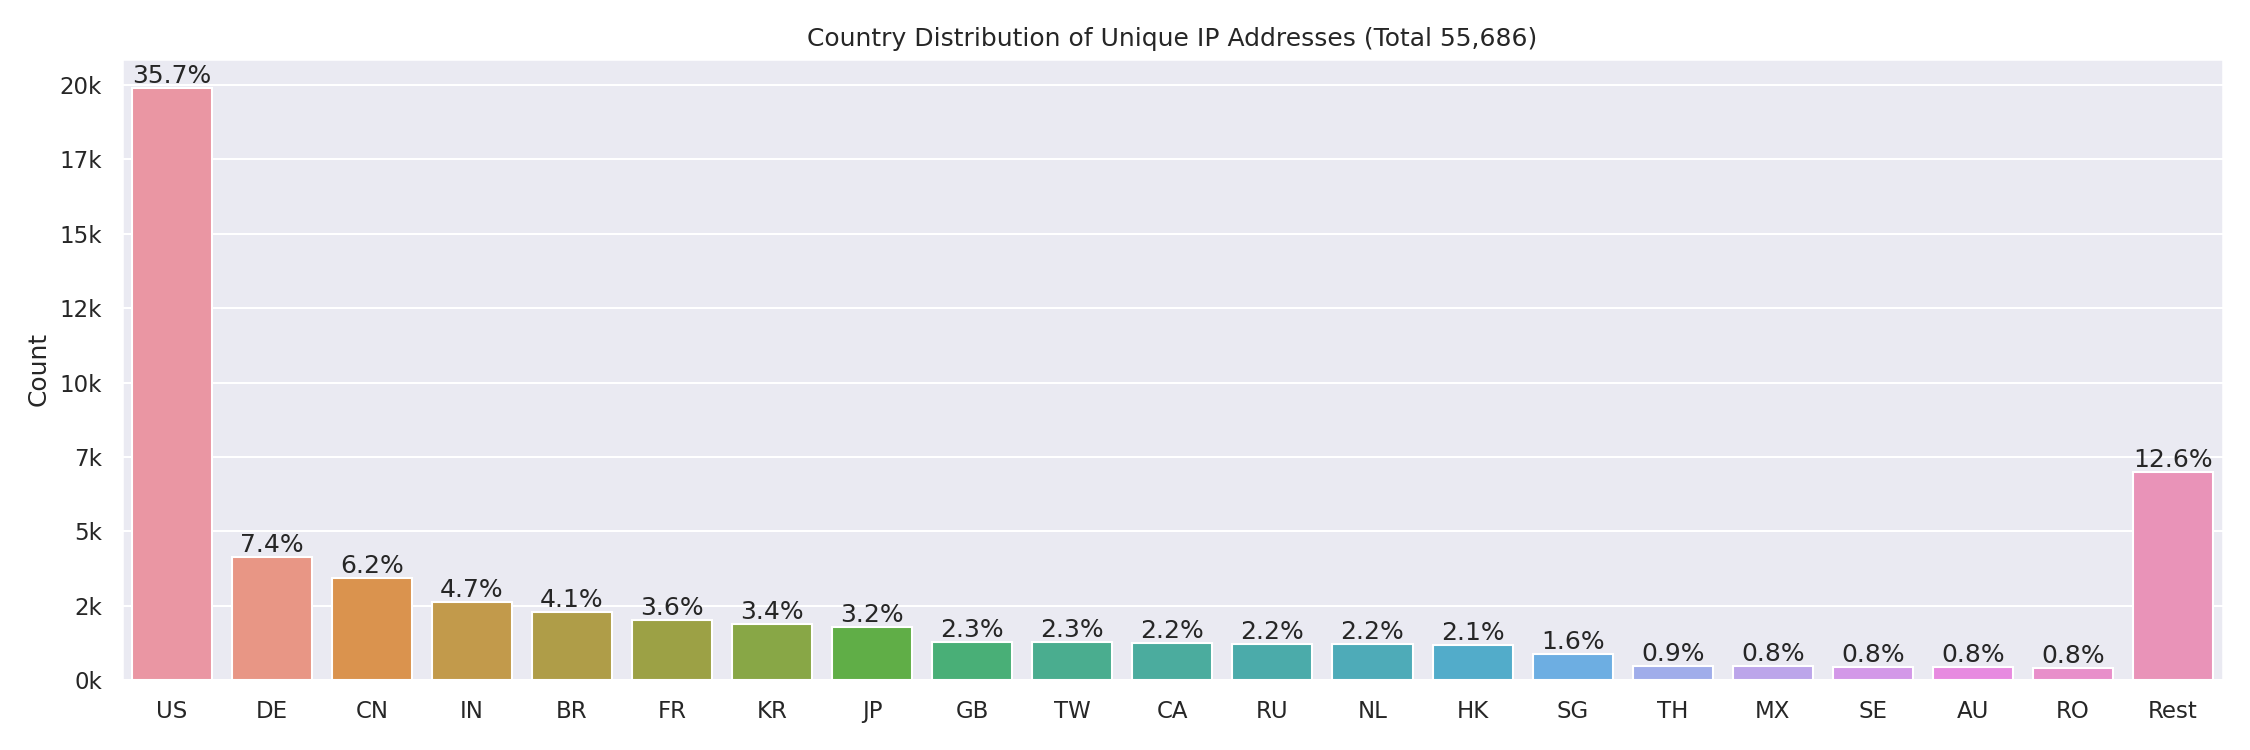 Country Distribution of Unique IP Addresses (Total 55,686)
Count
20k
17k
15k
12k
10k
7k
5k
2k
0k
35.7%
7.4%
6.2%
4.7%
4.1%
3.6%
3.4%
3.2%
2.3%
2.3%
2.2%
2.2%
2.2%
2.1%
1.6%
0.9%
0.8%
0.8%
0.8%
0.8%
12.6%
US DE CN IN BR FR KR JP GB TW CA RU NL HK SG TH MX SE AU RO Rest